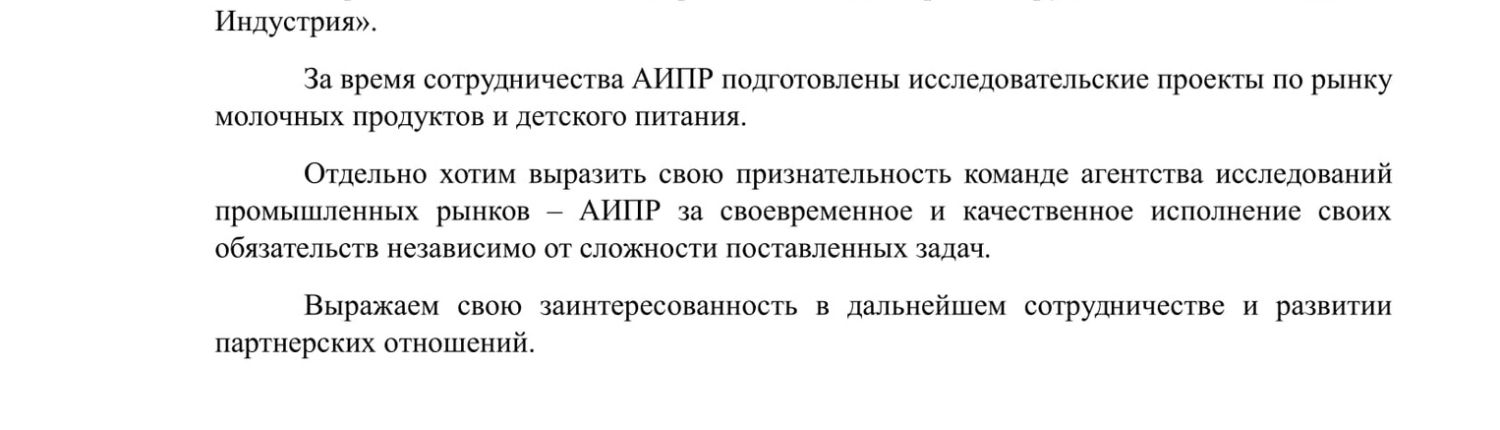 Индустрия».
За время сотрудничества АИПР подготовлены исследовательские проекты по рынку
молочных продуктов и детского питания.
Отдельно хотим выразить свою признательность команде агентства исследований
промышленных рынков – АИПР за своевременное и качественное исполнение своих
обязательств независимо от сложности поставленных задач.
Выражаем свою заинтересованность в дальнейшем сотрудничестве и развитии
партнерских отношений.